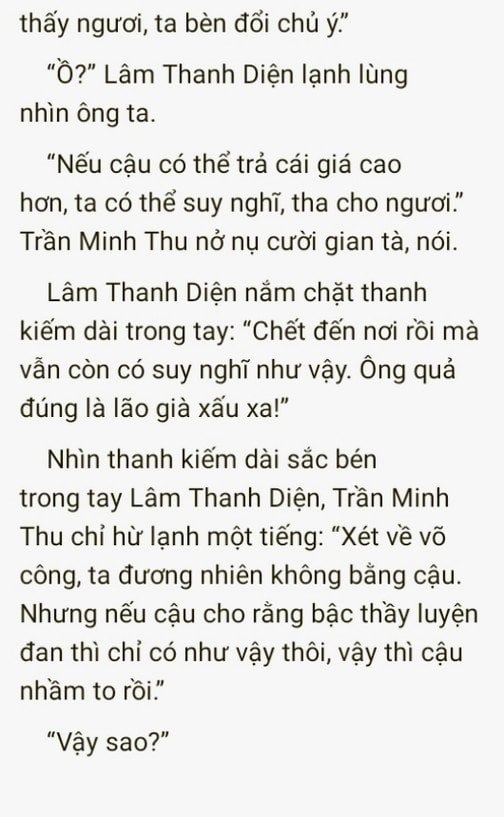 thấy ngươi, ta bèn đổi chủ ý.”
“Ồ?” Lâm Thanh Diện lạnh lùng
nhìn ông ta.
“Nếu cậu có thể trả cái giá cao
hơn, ta có thể suy nghĩ, tha cho ngươi.”
Trần Minh Thu nở nụ cười gian tà, nói.
Lâm Thanh Diện nắm chặt thanh
kiếm dài trong tay: “Chết đến nơi rồi mà
vẫn còn có suy nghĩ như vậy. Ông quả
đúng là lão già xấu xa!”
Nhìn thanh kiếm dài sắc bén
trong tay Lâm Thanh Diện, Trần Minh
Thu chỉ hừ lạnh một tiếng: “Xét về võ
công, ta đương nhiên không bằng cậu.
Nhưng nếu cậu cho rằng bậc thầy luyện
đan thì chỉ có như vậy thôi, vậy thì cậu
nhầm to rồi.”
“Vậy sao?”